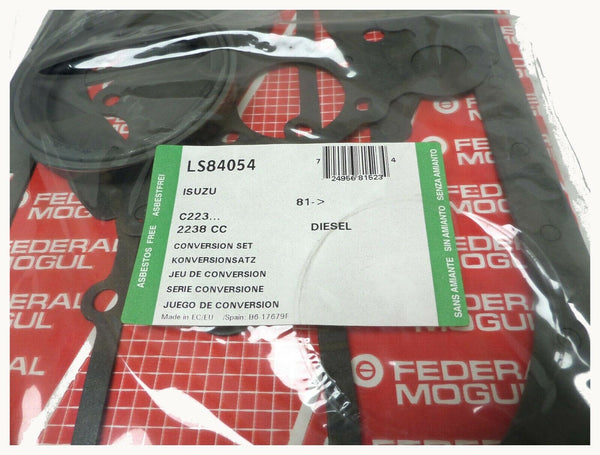 FEDERAL
MOGUL
FEDERAL
MOGUL
LS84054
7 24956 81523 4
ISUZU
81->
C223...
2238 CC
DIESEL
CONVERSION SET
KONVERSIONSATZ
JEU DE CONVERSION
SERIE CONVERSIONE
JUEGO DE CONVERSION
Made in EC/EU /Spain: B6.17679f
ASBESTOS FREE ASBESTFREI
SANS AMIANTE SIN AMIANTO SENZA AMIANTO
FEDERAL
MOGUL
FEDERAL
MOGUL
FEDERAL
MOGUL